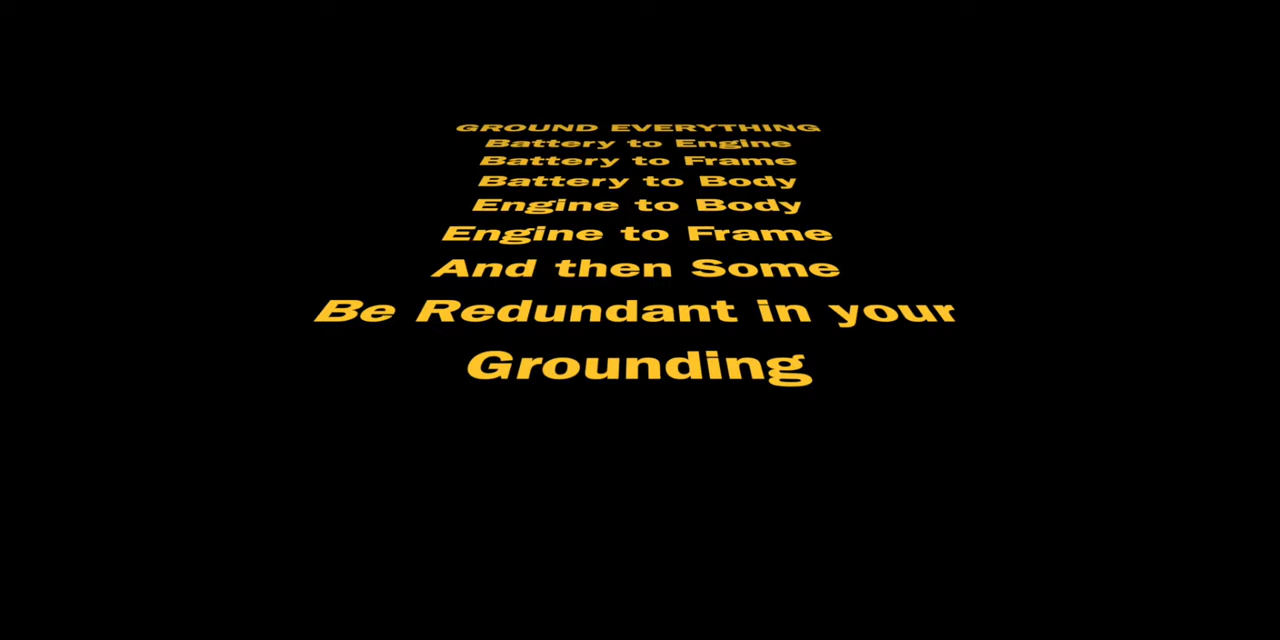 GROUND EVERYTHING
Battery to Engine
Battery to Frame
Battery to Body
Engine to Body
Engine to Frame
And then Some
Be Redundant in your
Grounding